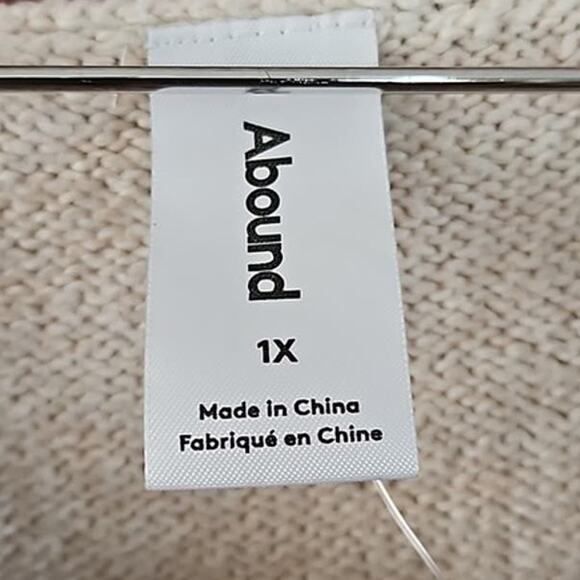 Abound
1X
Made in China
Fabriqué en Chine